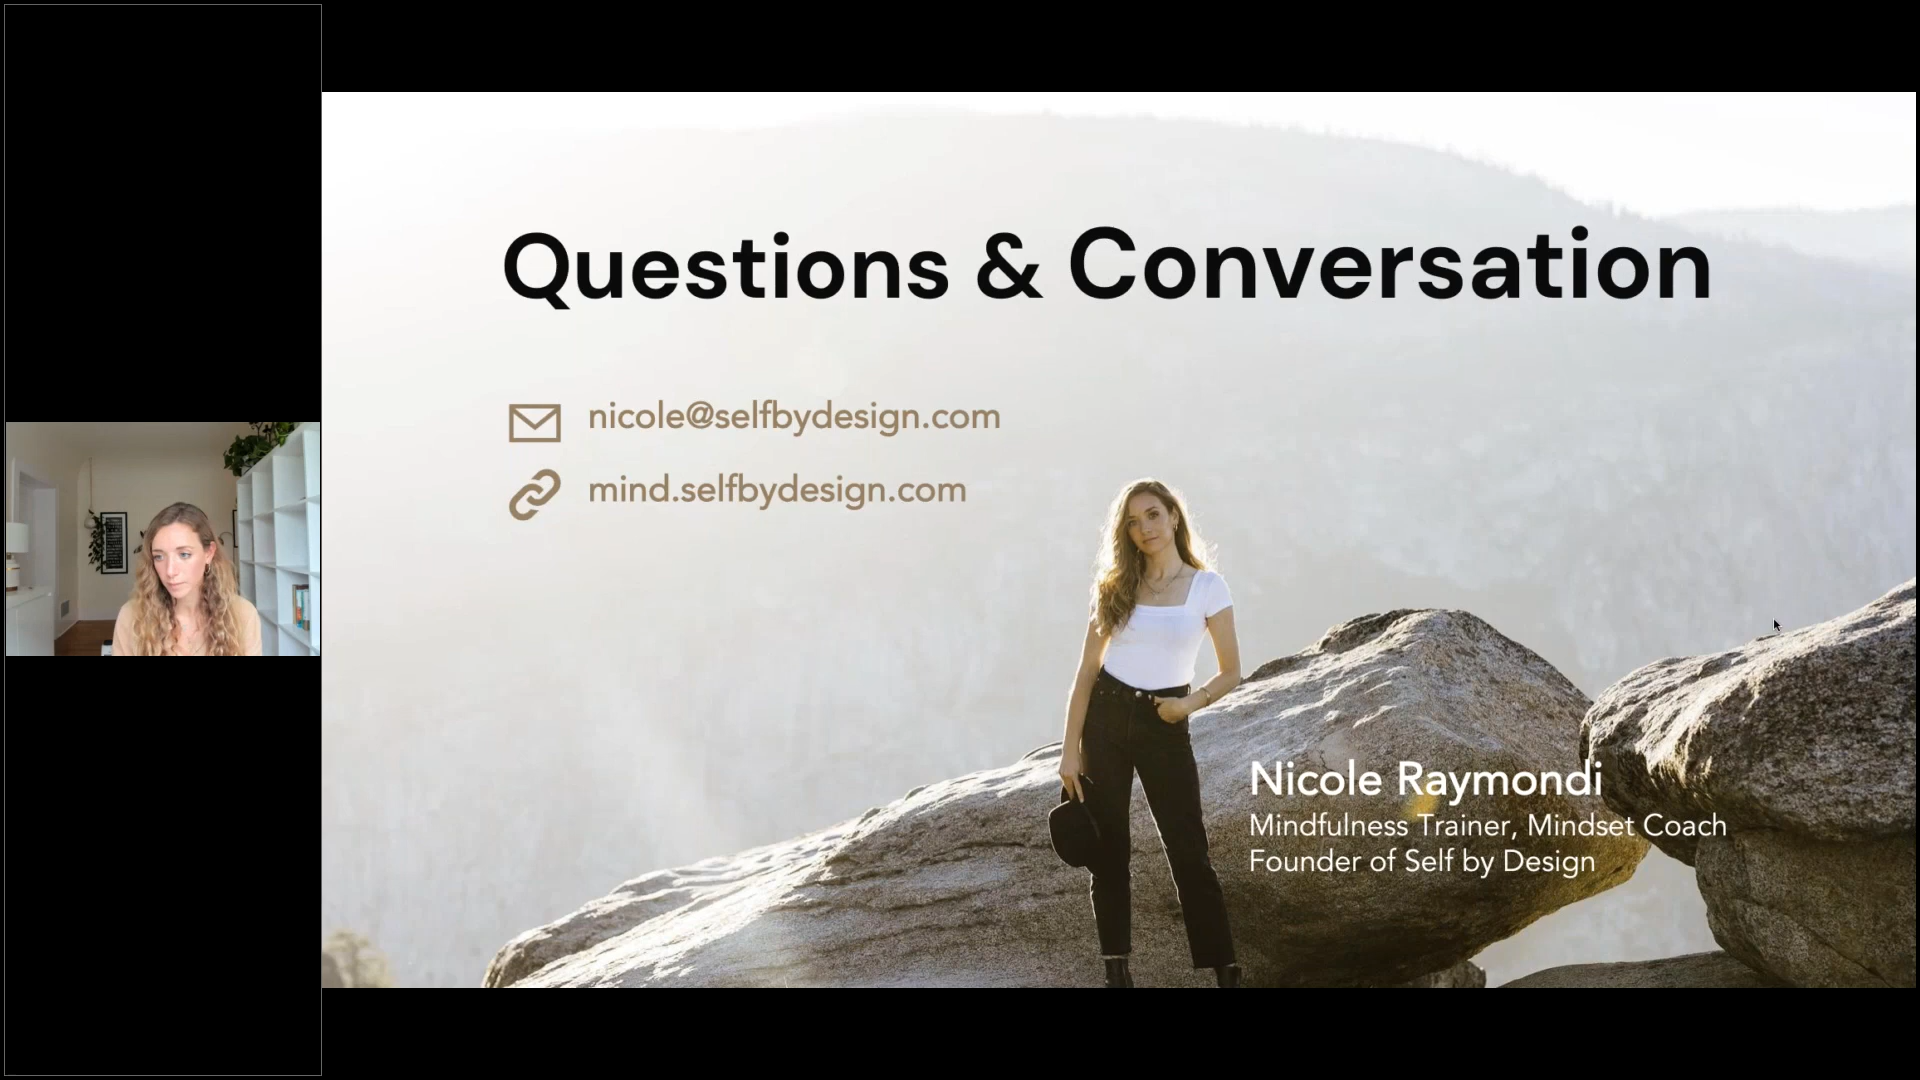 Questions & Conversation
nicole@selfbydesign.com
mind.selfbydesign.com
Nicole Raymondi
Mindfulness Trainer, Mindset Coach
Founder of Self by Design